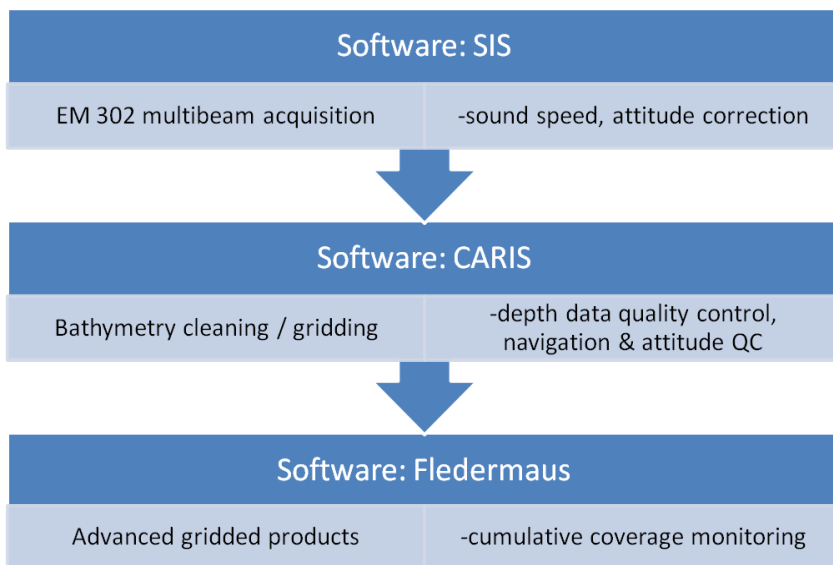 Software: SIS
EM 302 multibeam acquisition
-sound speed, attitude correction
Software: CARIS
Bathymetry cleaning / gridding
-depth data quality control,
navigation & attitude QC
Software: Fledermaus
Advanced gridded products
-cumulative coverage monitoring